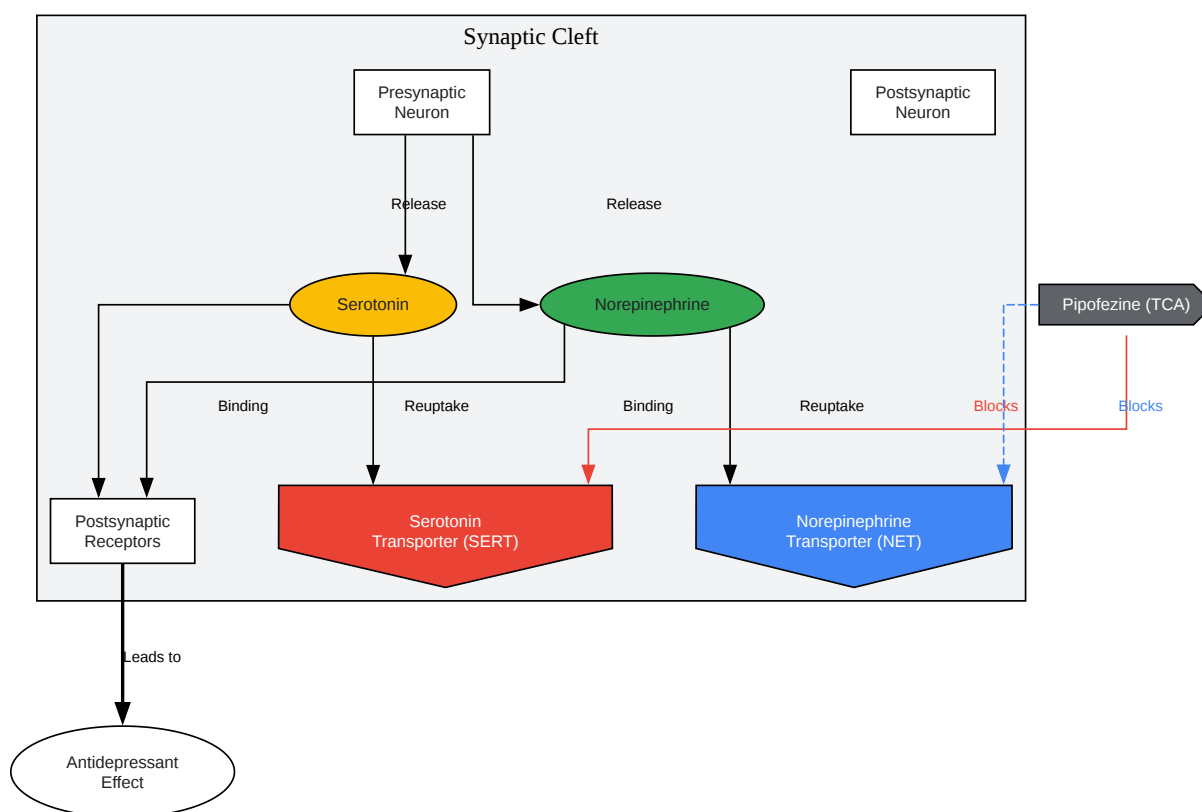 Synaptic Cleft
Presynaptic
Neuron
Postsynaptic
Neuron
Release
Release
Serotonin
Norepinephrine
Pipofezine (TCA)
Binding
Reuptake
Binding
Reuptake
Blocks
Blocks
Postsynaptic
Receptors
Serotonin
Transporter (SERT)
Norepinephrine
Transporter (NET)
Leads to
Antidepressant
Effect